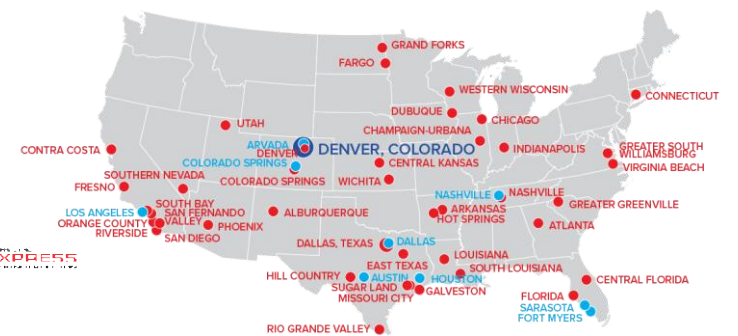 GRAND FORKS
FARGO
WESTERN WISCONSIN
CONNECTICUT
DUBUQUE
CHICAGO
UTAH
CHAMPAIGN-URBANA
ARVADA
DENVER
DENVER, COLORADO
INDIANAPOLIS
GREATER SOUTH
WILLIAMSBURG
CONTRA COSTA
COLORADO SPRINGS
CENTRAL KANSAS
VIRGINIA BEACH
SOUTHERN NEVADA
COLORADO SPRINGS
WICHITA
FRESNO
NASHVILLE
NASHVILLE
SOUTH BAY
GREATER GREENVILLE
LOS ANGELES
SAN FERNANDO
VALLEY
ALBURQUERQUE
ARKANSAS
HOT SPRINGS
ORANGE COUNTY
PHOENIX
ATLANTA
RIVERSIDE
SAN DIEGO
DALLAS, TEXAS
DALLAS
XPRESS
LOUISIANA
EAST TEXAS
SOUTH LOUISIANA
HILL COUNTRY
AUSTIN
HOUSTON
CENTRAL FLORIDA
SUGAR LAND
GALVESTON
MISSOURI CITY
FLORIDA
SARASOTA
FORT MYERS
RIO GRANDE VALLEY